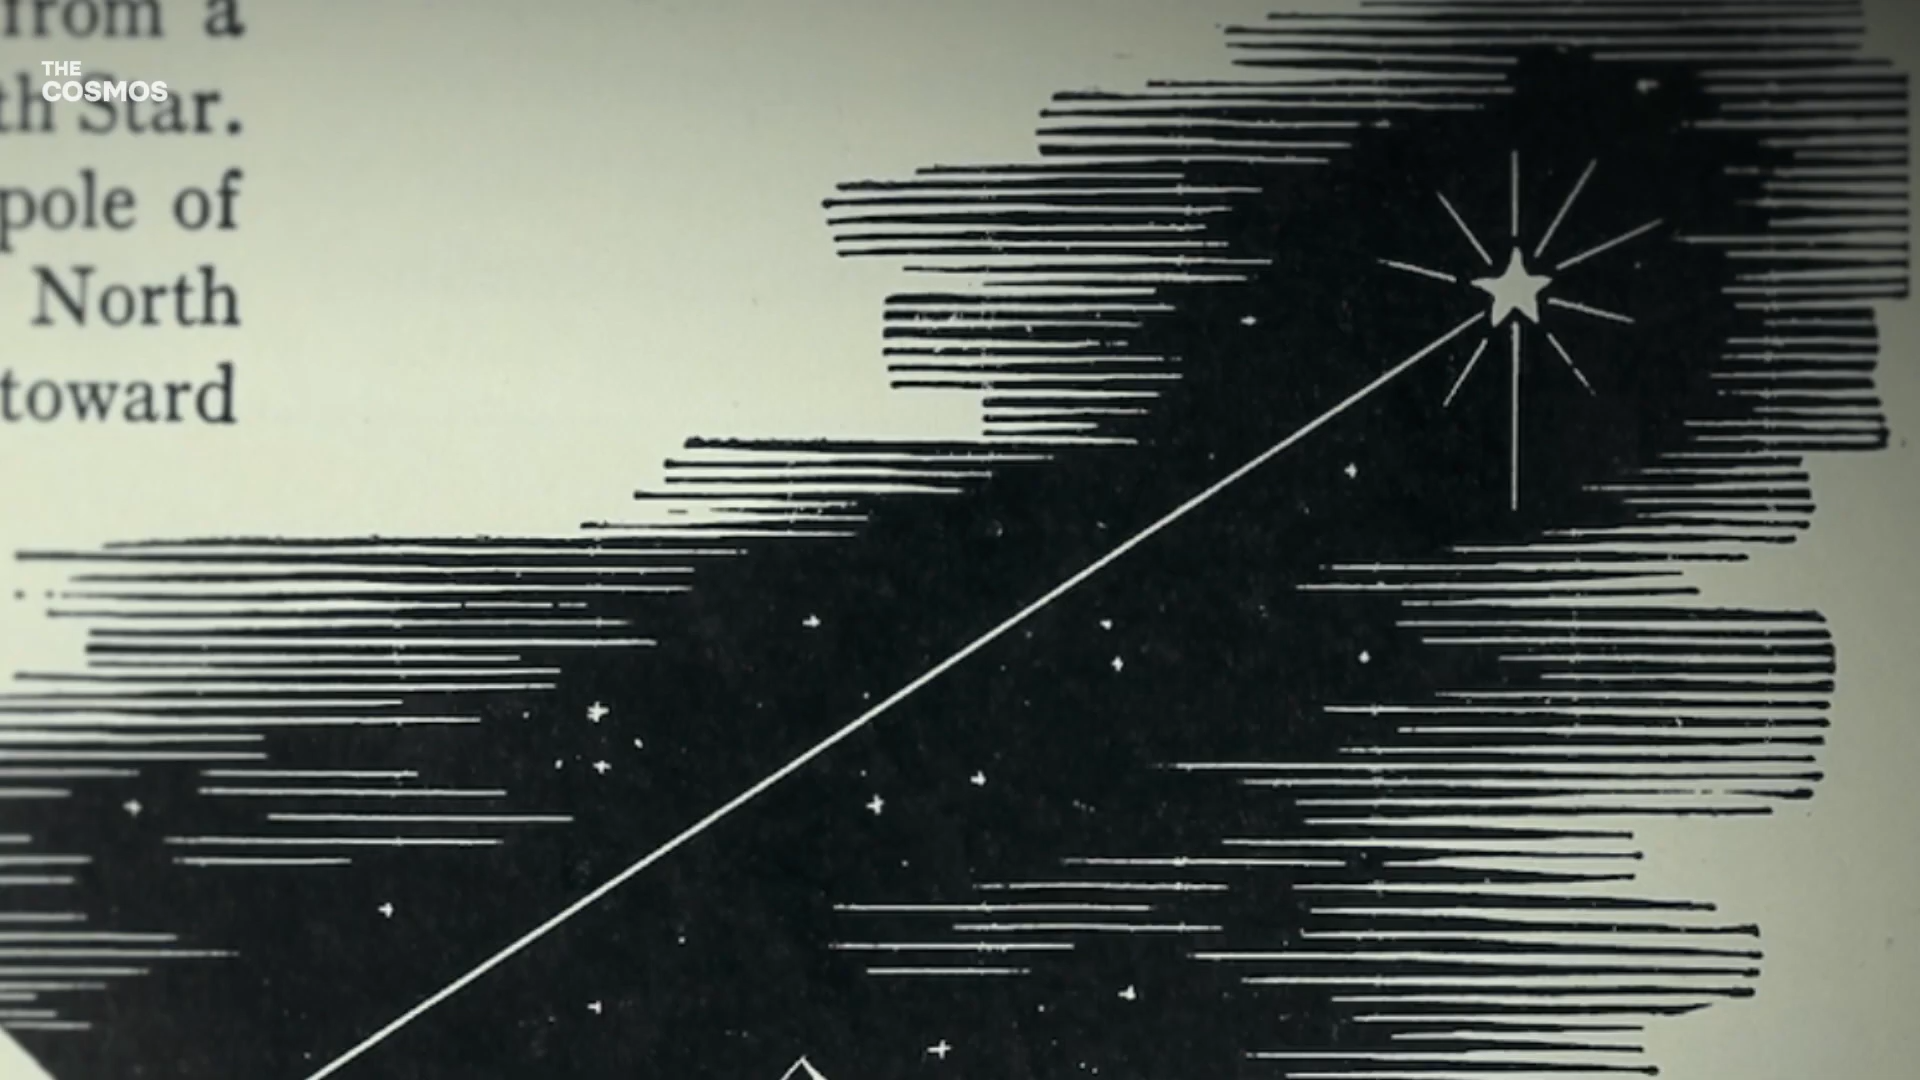 THE
COSMOS
from a
th Star.
pole of
North
toward